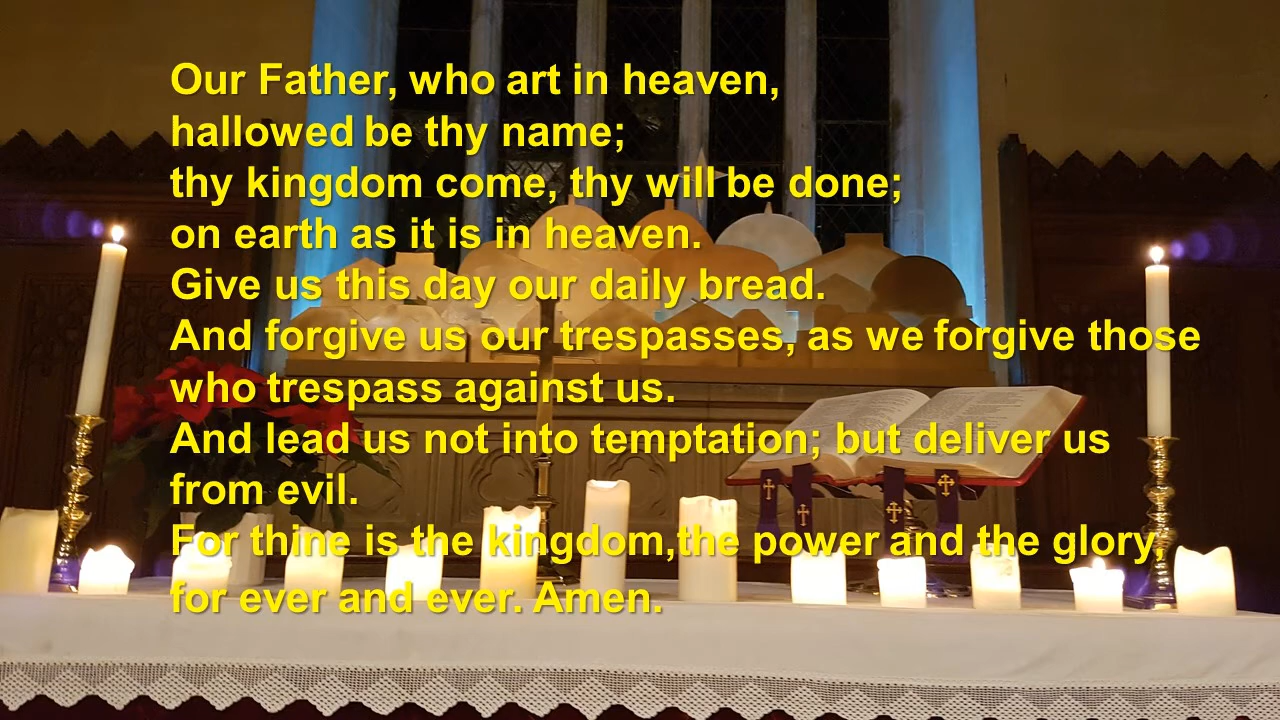 Our Father, who art in heaven,
hallowed be thy name;
thy kingdom come, thy will be done;
on earth as it is in heaven.
Give us this day our daily bread.
And forgive us our trespasses, as we forgive those
who trespass against us.
And lead us not into temptation; but deliver us
from evil.
For thine is the kingdom,the power and the glory,
for ever and ever. Amen.